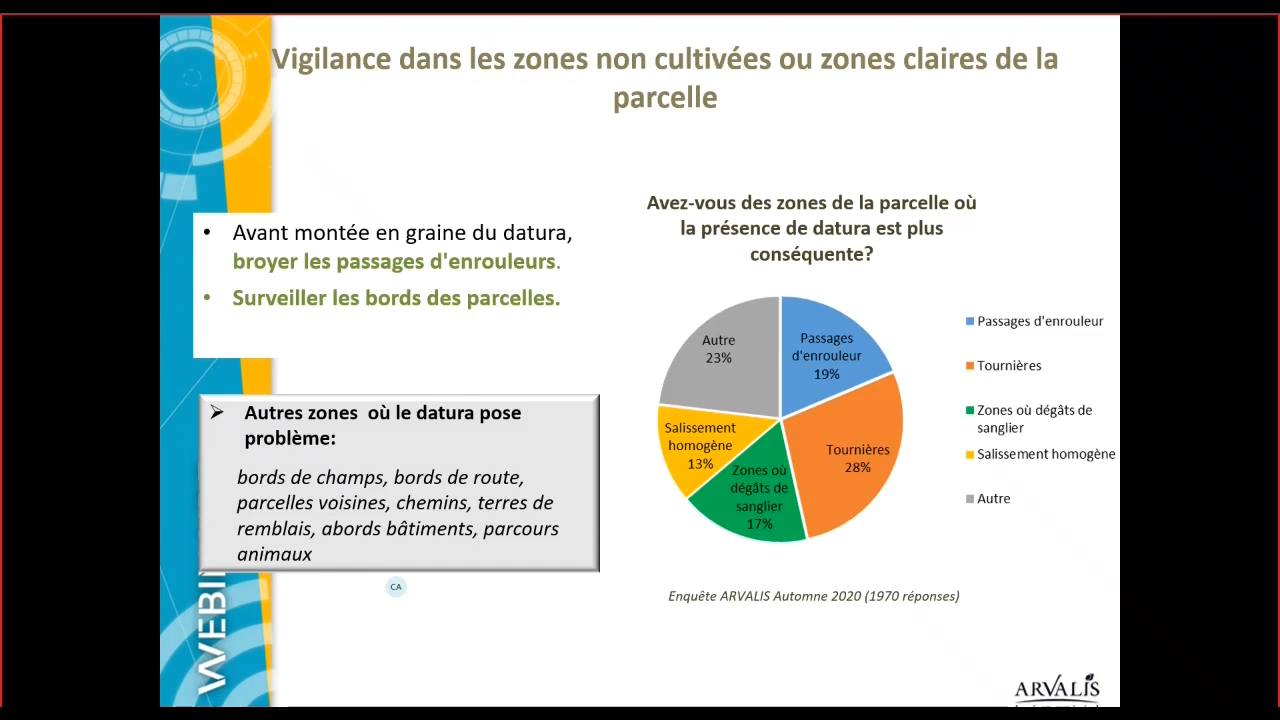 Vigilance dans les zones non cultivées ou zones claires de la
parcelle
• Avant montée en graine du datura,
broyer les passages d'enrouleurs.
• Surveiller les bords des parcelles.
Autres zones où le datura pose
problème:
bords de champs, bords de route,
parcelles voisines, chemins, terres de
remblais, abords bâtiments, parcours
animaux
CA
Avez-vous des zones de la parcelle où
la présence de datura est plus
conséquente?
Passages
d'enrouleur
19%
Tournières
28%
Zones où
dégâts de
sanglier
17%
Salissement
homogène
13%
Autre
23%
Passages d'enrouleur
Tournières
Zones où dégâts de
sanglier
Salissement homogène
Autre
Enquête ARVALIS Automne 2020 (1970 réponses)
ARVALIS